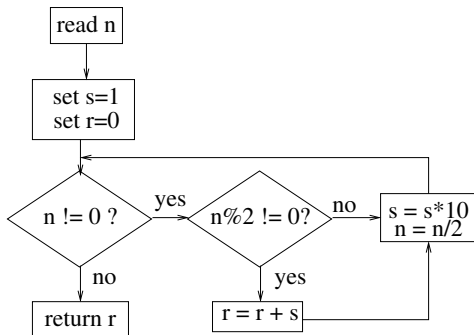 read n
set s=1
set r=0
n != 0 ?
yes
n%2 != 0?
no
s = s*10
n = n/2
no
yes
return r
r = r + s